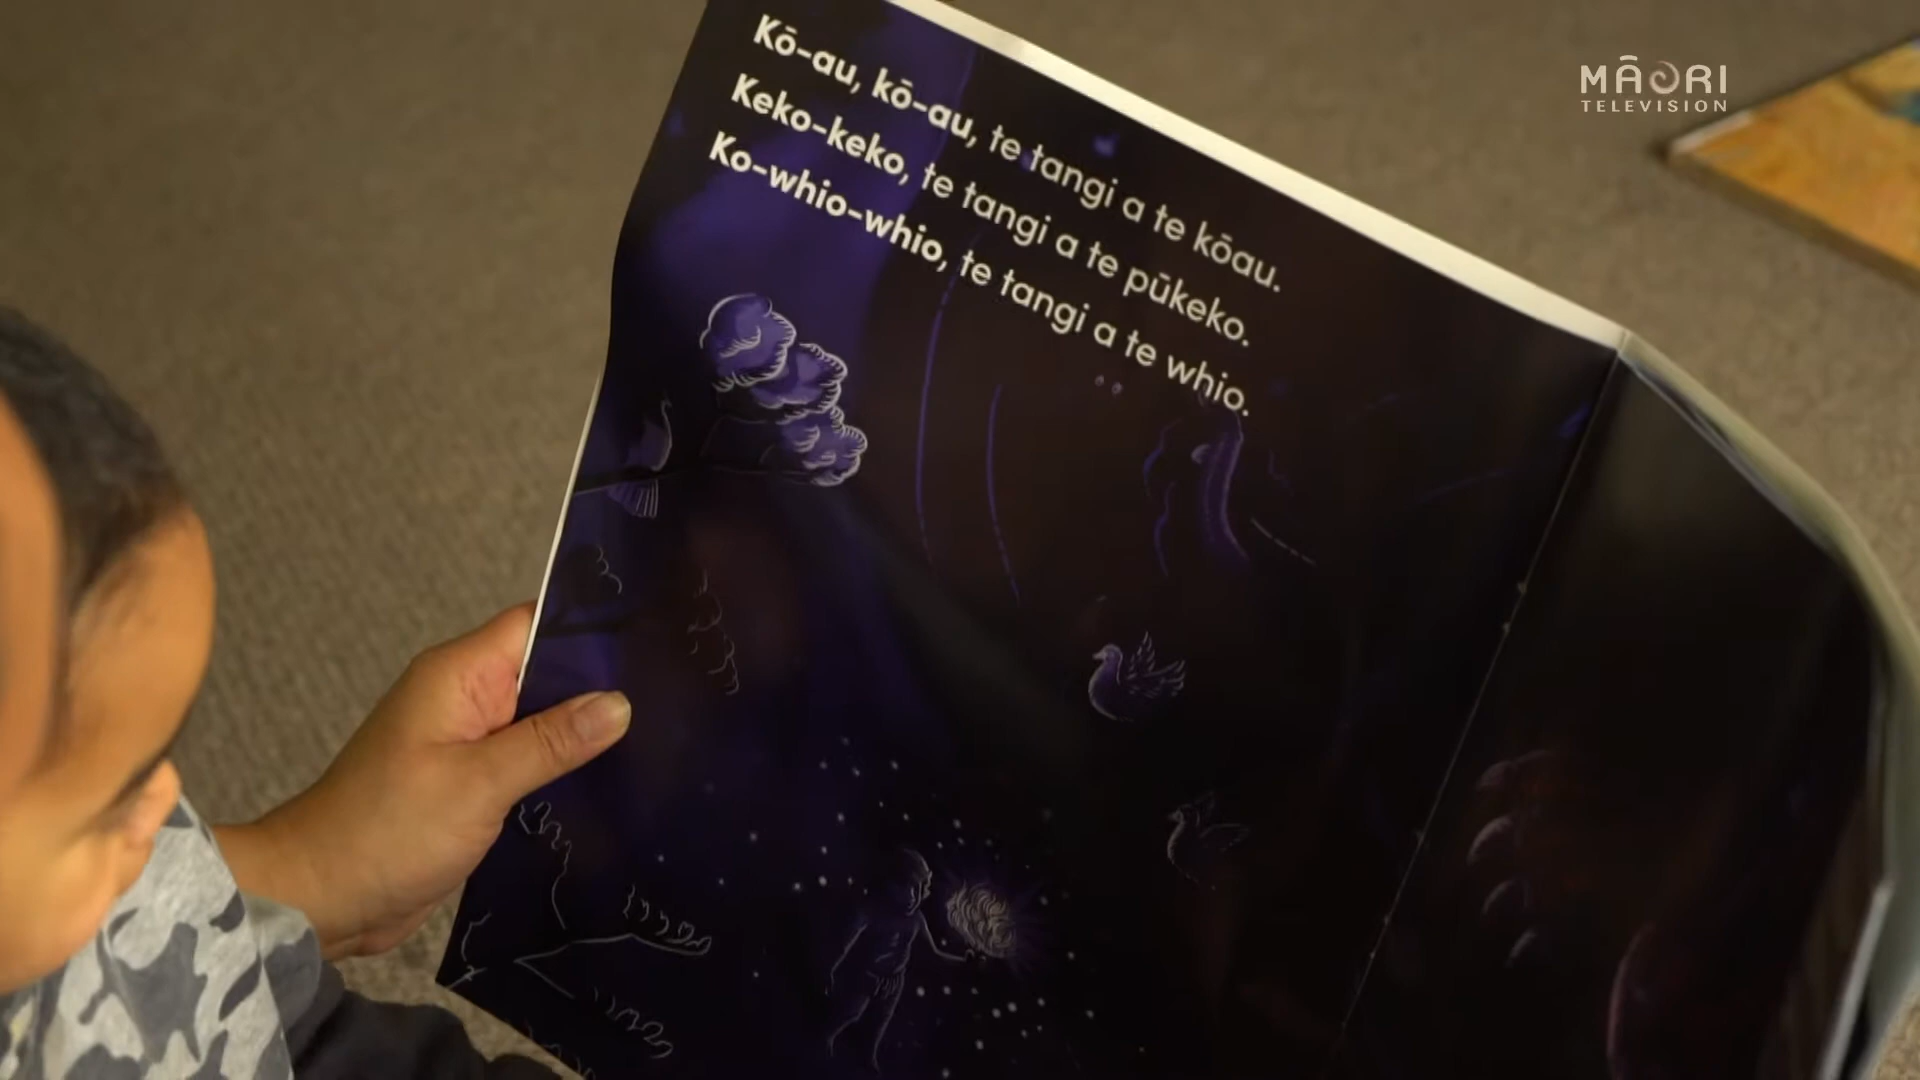 Kō-au, kō-au, te tangi a te kōau.
Keko-keko, te tangi a te pūkeko.
Ko-whio-whio, te tangi a te whio.
MĀORI
TELEVISION